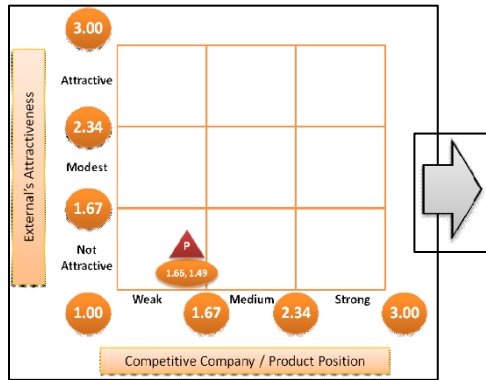 3.00
Attractive
2.34
Modest
1.67
Not
Attractive
External's Attractiveness
P
1.66, 1.49
1.00
Weak
1.67
Medium
2.34
Strong
3.00
Competitive Company / Product Position